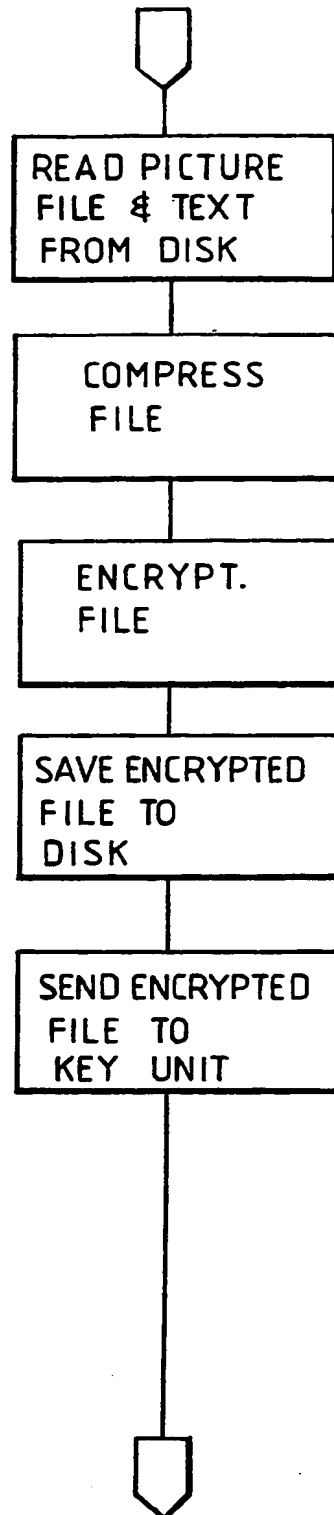 READ PICTURE
FILE & TEXT
FROM DISK
COMPRESS
FILE
ENCRYPT.
FILE
SAVE ENCRYPTED
FILE TO
DISK
SEND ENCRYPTED
FILE TO
KEY UNIT